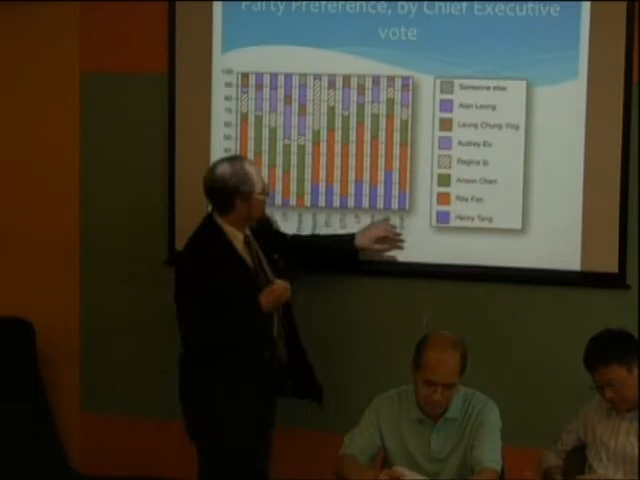 Party Preference, by Chief Executive
vote
100
90
80
70
60
50
40
Someone else
Alan Leong
Leung Chung Ying
Audrey Eu
Regina Ip
Anson Chan
Rita Fan
Henry Tang